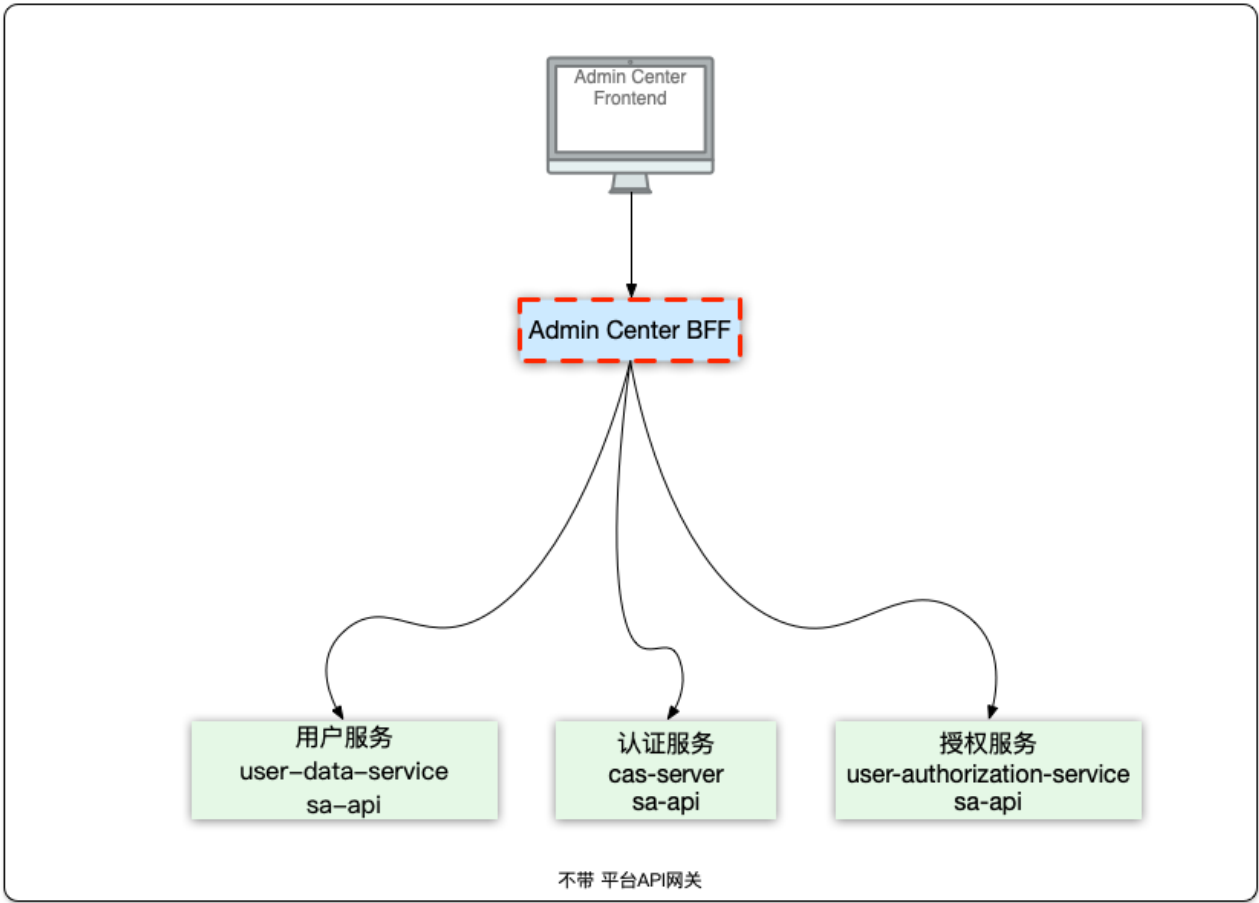 Admin Center
Frontend
Admin Center BFF
用户服务
user-data-service
sa-api
认证服务
cas-server
sa-api
授权服务
user-authorization-service
sa-api
不带 平台API网关